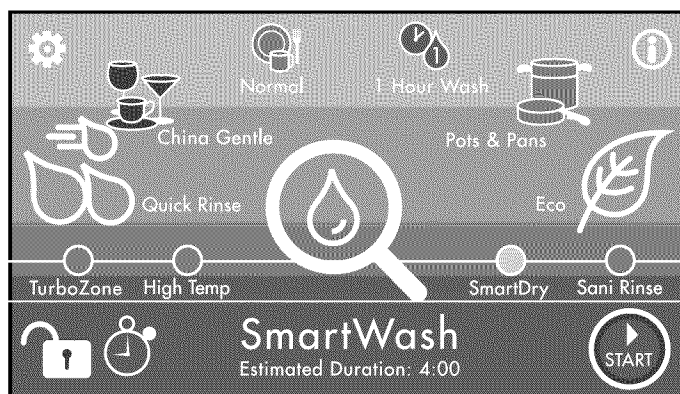 Normal
1 Hour Wash
1
China Gentle
Pots & Pans
Quick Rinse
Eco
TurboZone
High Temp
SmartDry
Sani Rinse
SmartWash
Estimated Duration: 4:00
START